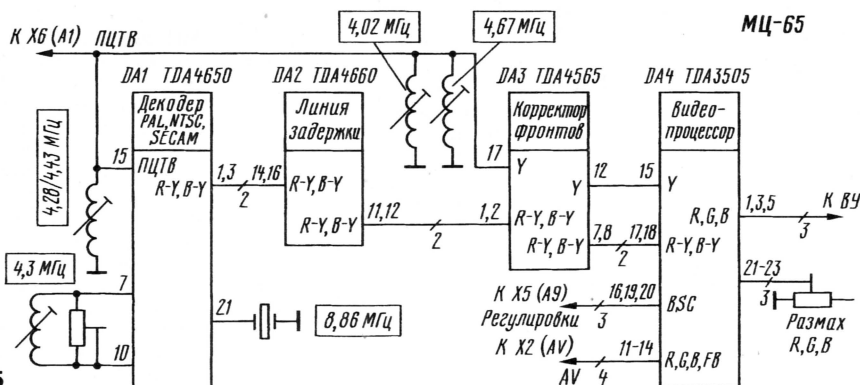 МЦ-65
К Х6 (А1) ПЦТВ
4,02 МГц
4,67 МГц
DA1 TDA4650
Декодер
PAL, NTSC,
SECAM
15
ПЦТВ
R-Y, B-Y
1,3
2
14,16
4,28/4,43 МГц
4,3 МГц
7
10
21
8,86 МГц
DA2 TDA4660
Линия
задержки
R-Y, B-Y
R-Y, B-Y
11,12
2
1,2
DA3 TDA4565
Корректор
фронтов
17
Y
Y
12
15
R-Y, B-Y
R-Y, B-Y
7,8
2
17,18
DA4 TDA3505
Видео-
процессор
Y
R,G,B
R-Y, B-Y
1,3,5
3
К ВУ
21-23
3
Размах
R,G,B
К Х5 (А9)
Регулировки
16,19,20
3
BSC
К Х2 (AV)
AV
11-14
4
R,G,B,FB